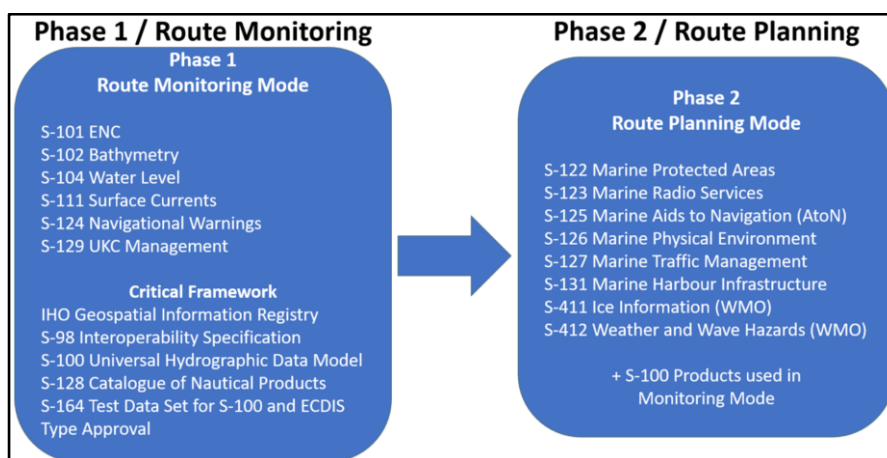 Phase 1 / Route Monitoring
Phase 1
Route Monitoring Mode
S-101 ENC
S-102 Bathymetry
S-104 Water Level
S-111 Surface Currents
S-124 Navigational Warnings
S-129 UKC Management
Critical Framework
IHO Geospatial Information Registry
S-98 Interoperability Specification
S-100 Universal Hydrographic Data Model
S-128 Catalogue of Nautical Products
S-164 Test Data Set for S-100 and ECDIS
Type Approval
Phase 2 / Route Planning
Phase 2
Route Planning Mode
S-122 Marine Protected Areas
S-123 Marine Radio Services
S-125 Marine Aids to Navigation (AtoN)
S-126 Marine Physical Environment
S-127 Marine Traffic Management
S-131 Marine Harbour Infrastructure
S-411 Ice Information (WMO)
S-412 Weather and Wave Hazards (WMO)
+ S-100 Products used in
Monitoring Mode